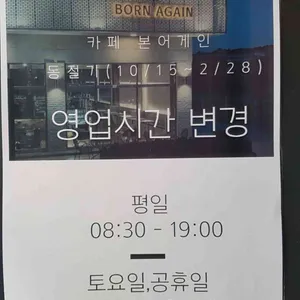 BORN AGAIN
카페 본어게인
동절기(10/15~2/28)
영업시간 변경
평일
08:30 - 19:00
토요일,공휴일